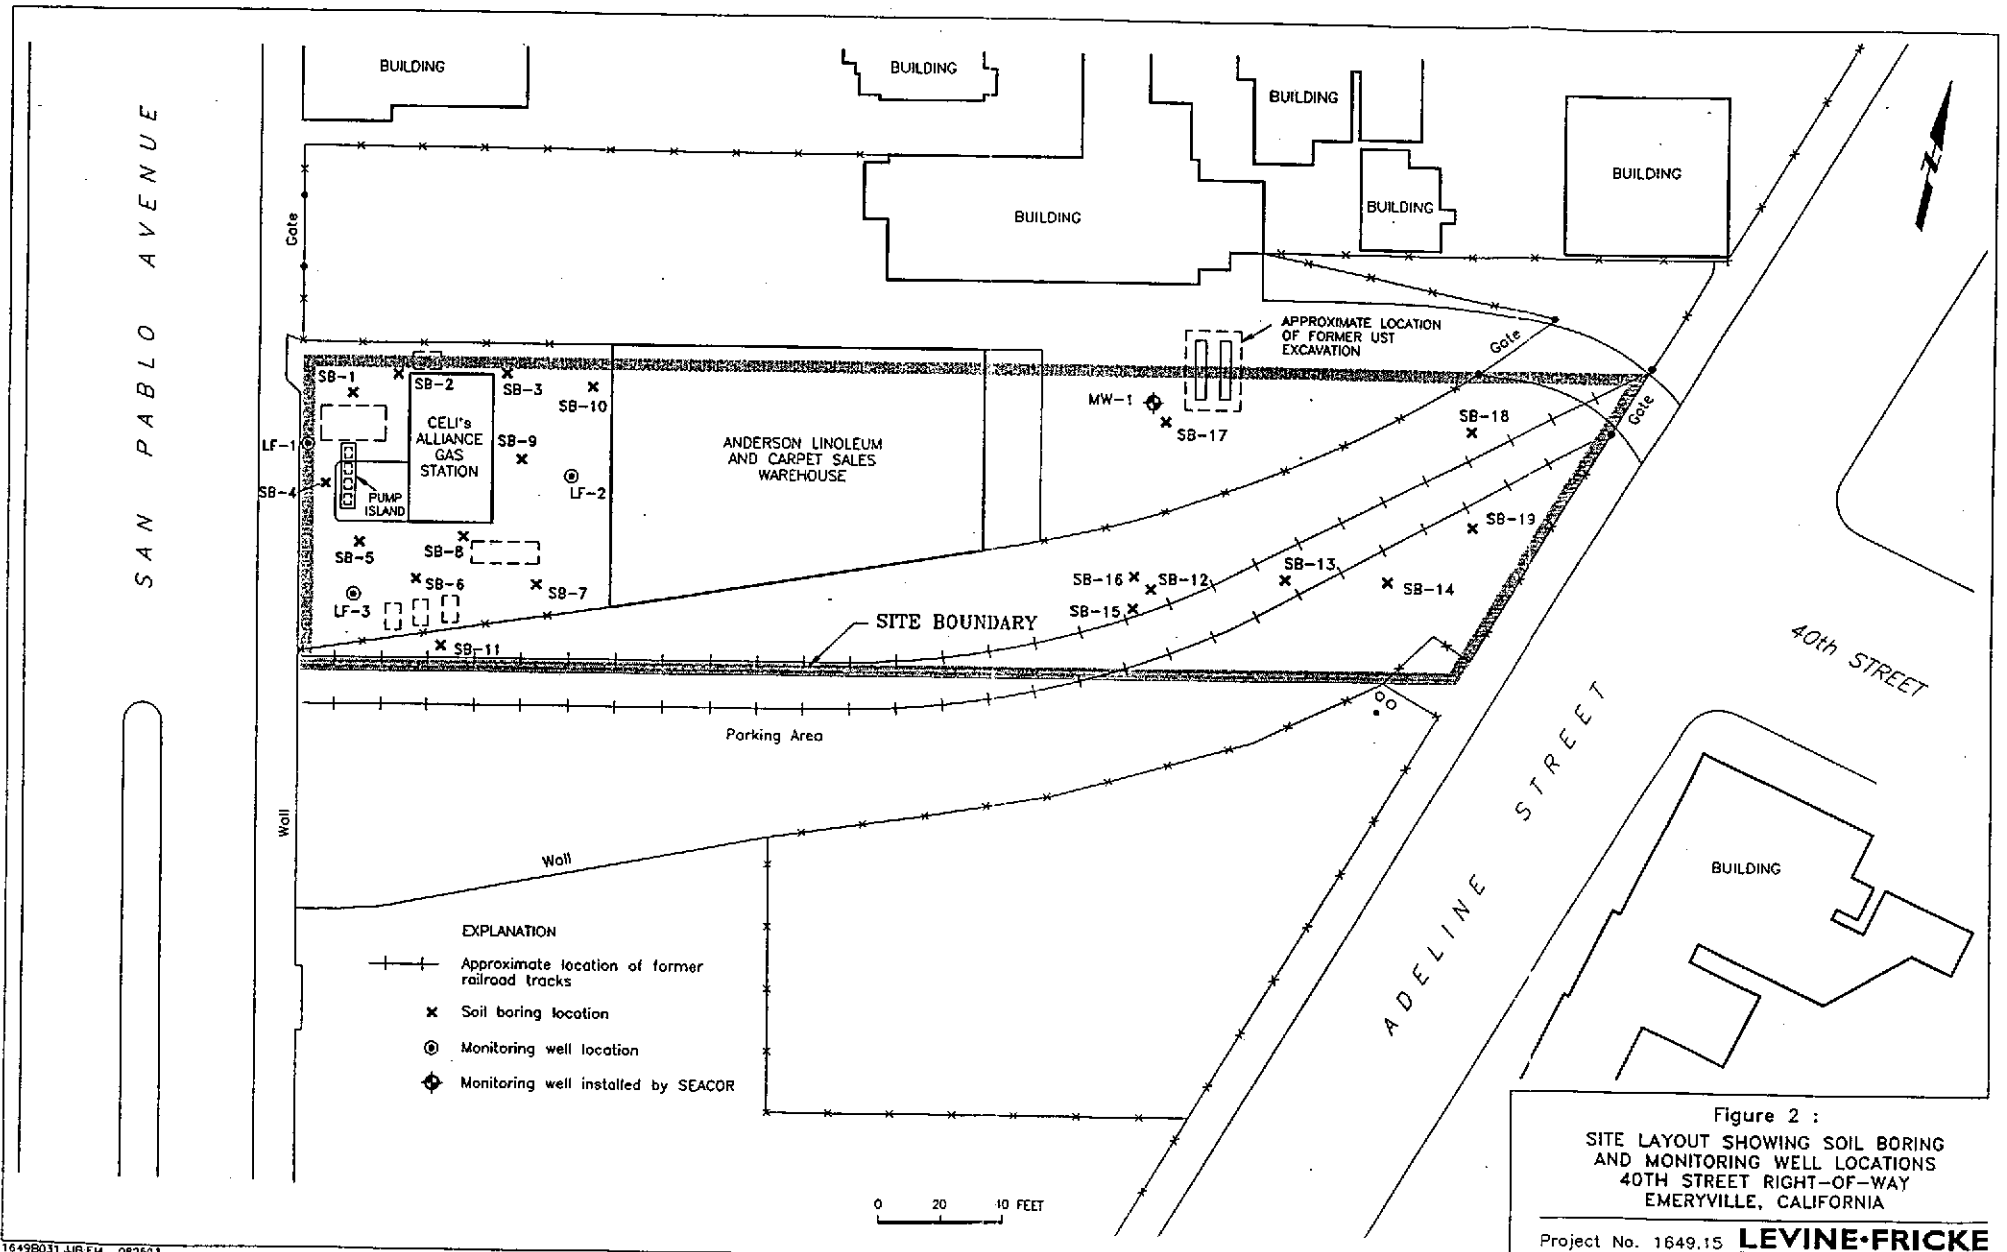 BUILDING
BUILDING
BUILDING
BUILDING
BUILDING
BUILDING
SAN PABLO AVENUE
Gate
N
APPROXIMATE LOCATION
OF FORMER UST
EXCAVATION
Gate
Gate
SB-1
SB-2
SB-3
SB-10
CELI's
ALLIANCE
GAS
STATION
LF-1
SB-9
LF-2
SB-4
PUMP
ISLAND
ANDERSON LINOLEUM
AND CARPET SALES
WAREHOUSE
MW-1
SB-17
SB-18
SB-19
SB-5
SB-8
SB-6
SB-7
LF-3
SB-11
SB-16
SB-12
SB-13
SB-14
SB-15
SITE BOUNDARY
40th STREET
Parking Area
ADELINE STREET
Wall
Wall
BUILDING
EXPLANATION
Approximate location of former
railroad tracks
Soil boring location
Monitoring well location
Monitoring well installed by SEACOR
0 20 40 FEET
Figure 2 :
SITE LAYOUT SHOWING SOIL BORING
AND MONITORING WELL LOCATIONS
40TH STREET RIGHT-OF-WAY
EMERYVILLE, CALIFORNIA
Project No. 1649.15 LEVINE•FRICKE